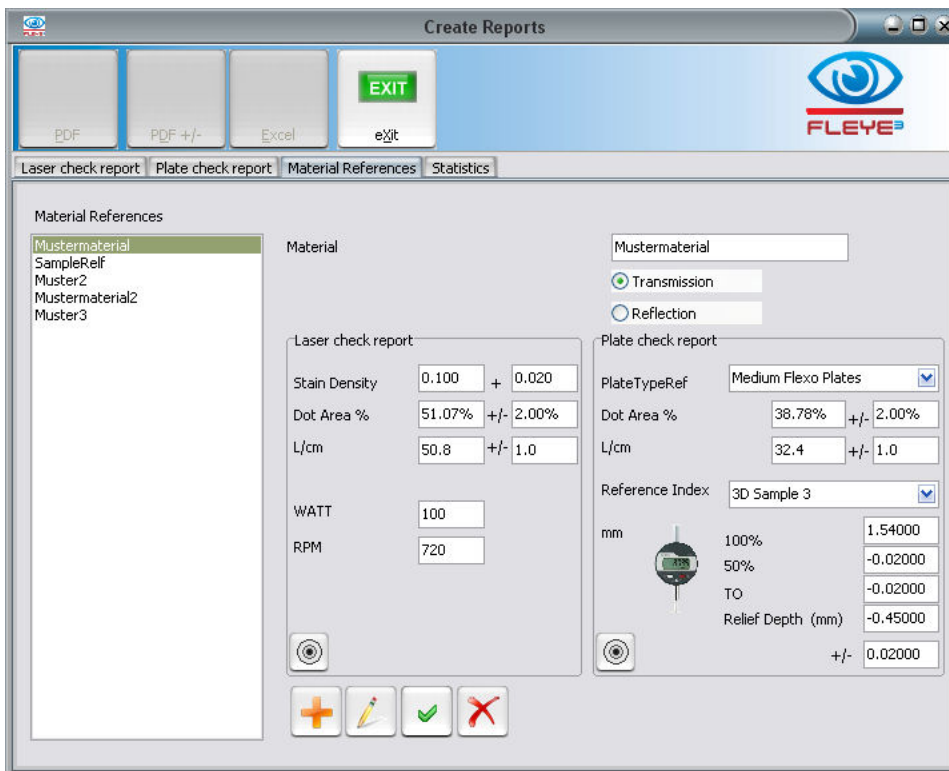 Create Reports
EXIT
PDF PDF +/- Excel eXit
FLEYE3
Laser check report Plate check report Material References Statistics
Material References
Mustermaterial
SampleRelf
Muster2
Mustermaterial2
Muster3
Material Mustermaterial
Transmission
Reflection
Laser check report
Stain Density 0.100 + 0.020
Dot Area % 51.07% +/- 2.00%
L/cm 50.8 +/- 1.0
WATT 100
RPM 720
Plate check report
PlateTypeRef Medium Flexo Plates
Dot Area % 38.78% +/- 2.00%
L/cm 32.4 +/- 1.0
Reference Index 3D Sample 3
mm 100% 1.54000
50% -0.02000
TO -0.02000
Relief Depth (mm) -0.45000
+/- 0.02000